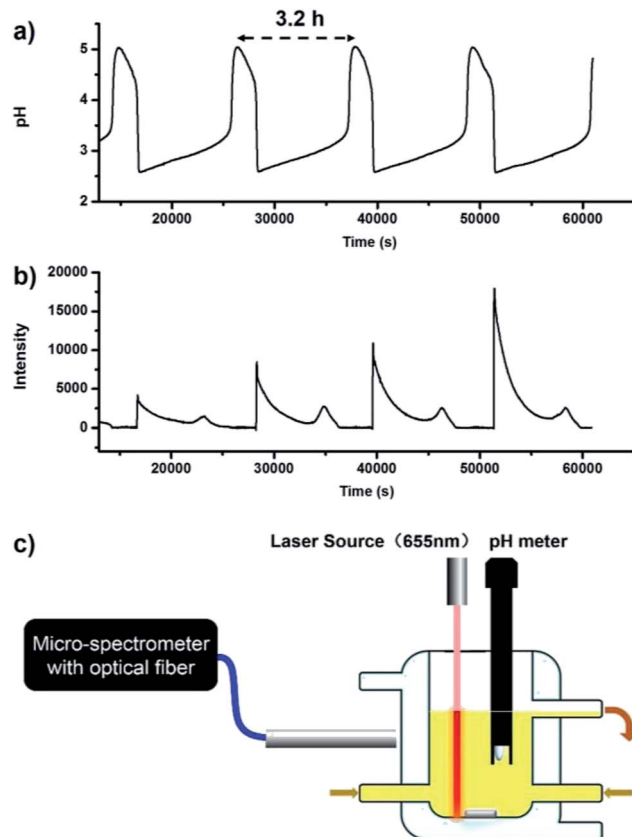 a)
3.2 h
5
4
3
2
pH
20000 30000 40000 50000 60000
Time (s)
b)
20000
15000
10000
5000
0
Intensity
20000 30000 40000 50000 60000
Time (s)
c)
Laser Source（655nm） pH meter
Micro-spectrometer
with optical fiber